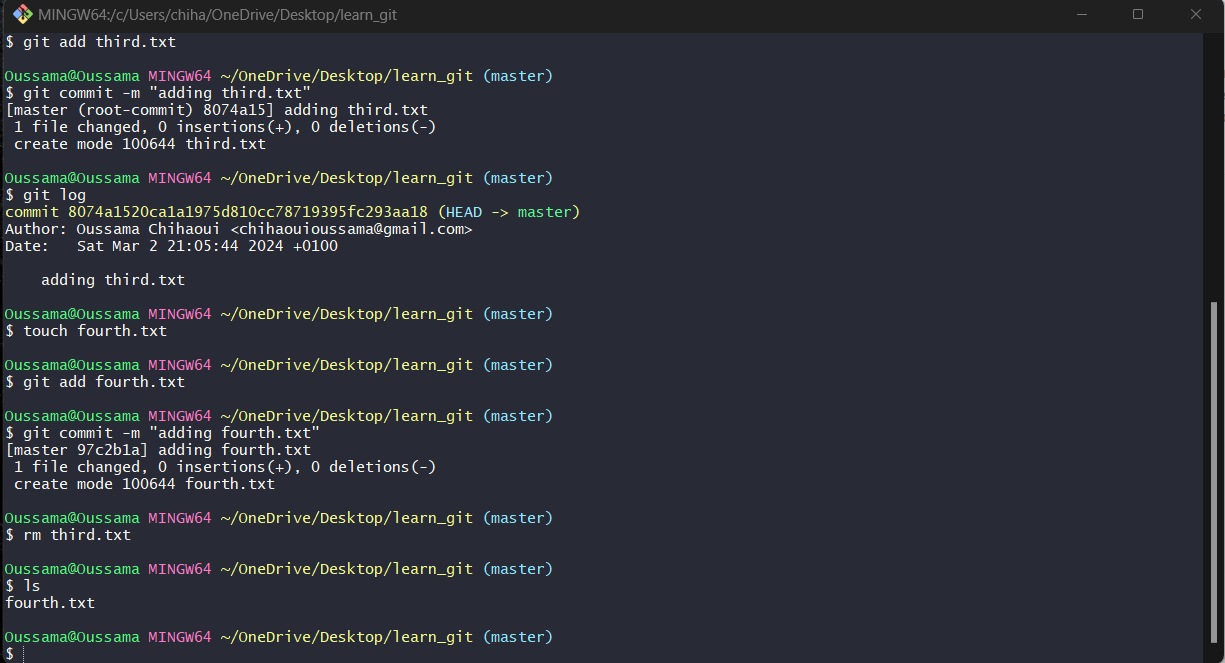 MINGW64:/c/Users/chiha/OneDrive/Desktop/learn_git
$ git add third.txt
Oussama@Oussama MINGW64 ~/OneDrive/Desktop/learn_git (master)
$ git commit -m "adding third.txt"
[master (root-commit) 8074a15] adding third.txt
 1 file changed, 0 insertions(+), 0 deletions(-)
 create mode 100644 third.txt
Oussama@Oussama MINGW64 ~/OneDrive/Desktop/learn_git (master)
$ git log
commit 8074a1520ca1a1975d810cc78719395fc293aa18 (HEAD -> master)
Author: Oussama Chihaoui <chihaouioussama@gmail.com>
Date:   Sat Mar 2 21:05:44 2024 +0100
    adding third.txt
Oussama@Oussama MINGW64 ~/OneDrive/Desktop/learn_git (master)
$ touch fourth.txt
Oussama@Oussama MINGW64 ~/OneDrive/Desktop/learn_git (master)
$ git add fourth.txt
Oussama@Oussama MINGW64 ~/OneDrive/Desktop/learn_git (master)
$ git commit -m "adding fourth.txt"
[master 97c2b1a] adding fourth.txt
 1 file changed, 0 insertions(+), 0 deletions(-)
 create mode 100644 fourth.txt
Oussama@Oussama MINGW64 ~/OneDrive/Desktop/learn_git (master)
$ rm third.txt
Oussama@Oussama MINGW64 ~/OneDrive/Desktop/learn_git (master)
$ ls
fourth.txt
Oussama@Oussama MINGW64 ~/OneDrive/Desktop/learn_git (master)
$